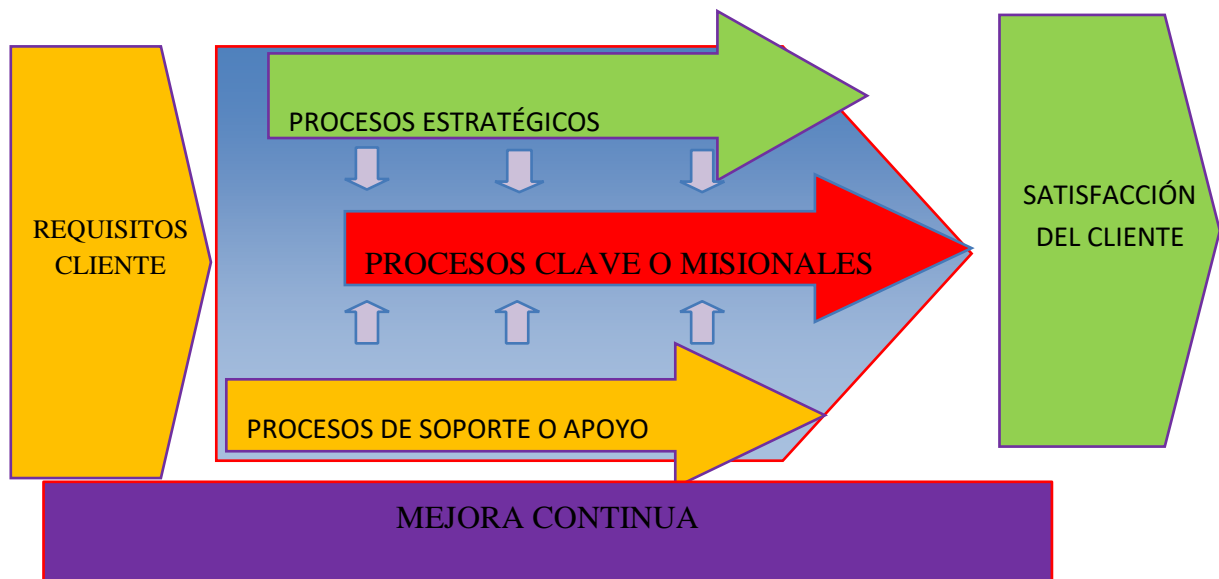 REQUISITOS
CLIENTE
PROCESOS ESTRATÉGICOS
PROCESOS CLAVE O MISIONALES
PROCESOS DE SOPORTE O APOYO
SATISFACCIÓN
DEL CLIENTE
MEJORA CONTINUA